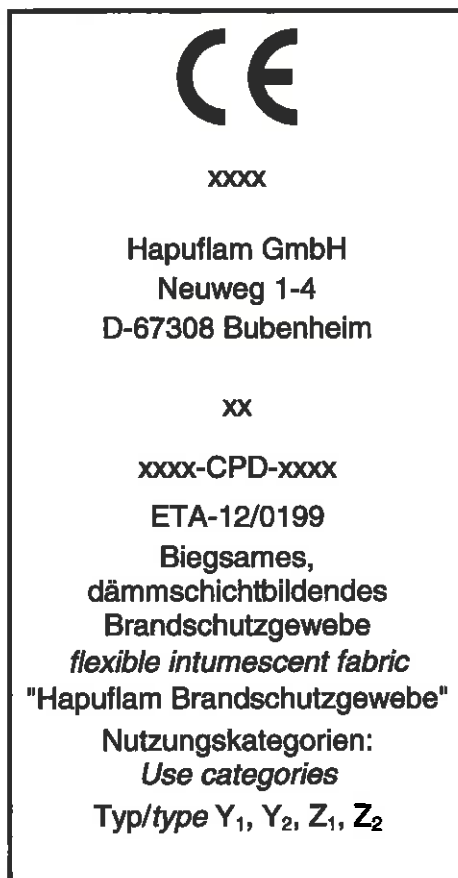 CE
xxxx
Hapuflam GmbH
Neuweg 1-4
D-67308 Bubenheim
xx
xxxx-CPD-xxxx
ETA-12/0199
Biegsames,
dämmschichtbildendes
Brandschutzgewebe
flexible intumescent fabric
"Hapuflam Brandschutzgewebe"
Nutzungskategorien:
Use categories
Typ/type Y₁, Y₂, Z₁, Z₂